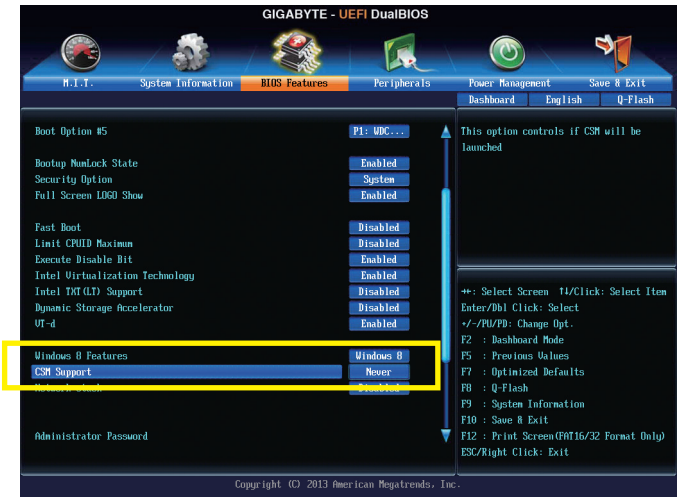 GIGABYTE - UEFI DualBIOS
M.I.T. System Information BIOS Features Peripherals Power Management Save & Exit
Dashboard English Q-Flash
Boot Option #5 P1: WDC...
Bootup NumLock State Enabled
Security Option System
Full Screen LOGO Show Enabled
Fast Boot Disabled
Limit CPUID Maximum Disabled
Execute Disable Bit Enabled
Intel Virtualization Technology Enabled
Intel TXT(LT) Support Disabled
Dynamic Storage Accelerator Disabled
VT-d Enabled
Windows 8 Features Windows 8
CSM Support Never
Network stack Disabled
Administrator Password
This option controls if CSM will be
launched
→←: Select Screen ↑↓/Click: Select Item
Enter/Dbl Click: Select
+/-/PU/PD: Change Opt.
F2 : Dashboard Mode
F5 : Previous Values
F7 : Optimized Defaults
F8 : Q-Flash
F9 : System Information
F10 : Save & Exit
F12 : Print Screen(FAT16/32 Format Only)
ESC/Right Click: Exit
Copyright (C) 2013 American Megatrends, Inc.